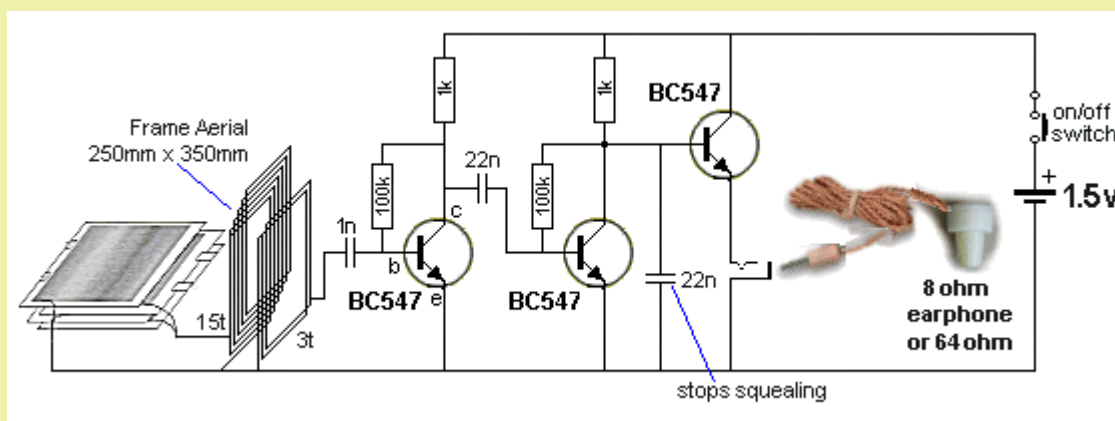 Frame Aerial
250mm x 350mm
15t
3t
1n
100k
1k
22n
b
c
e
BC547
100k
1k
BC547
BC547
22n
stops squealing
8 ohm
earphone
or 64 ohm
on/off
switch
+
1.5v